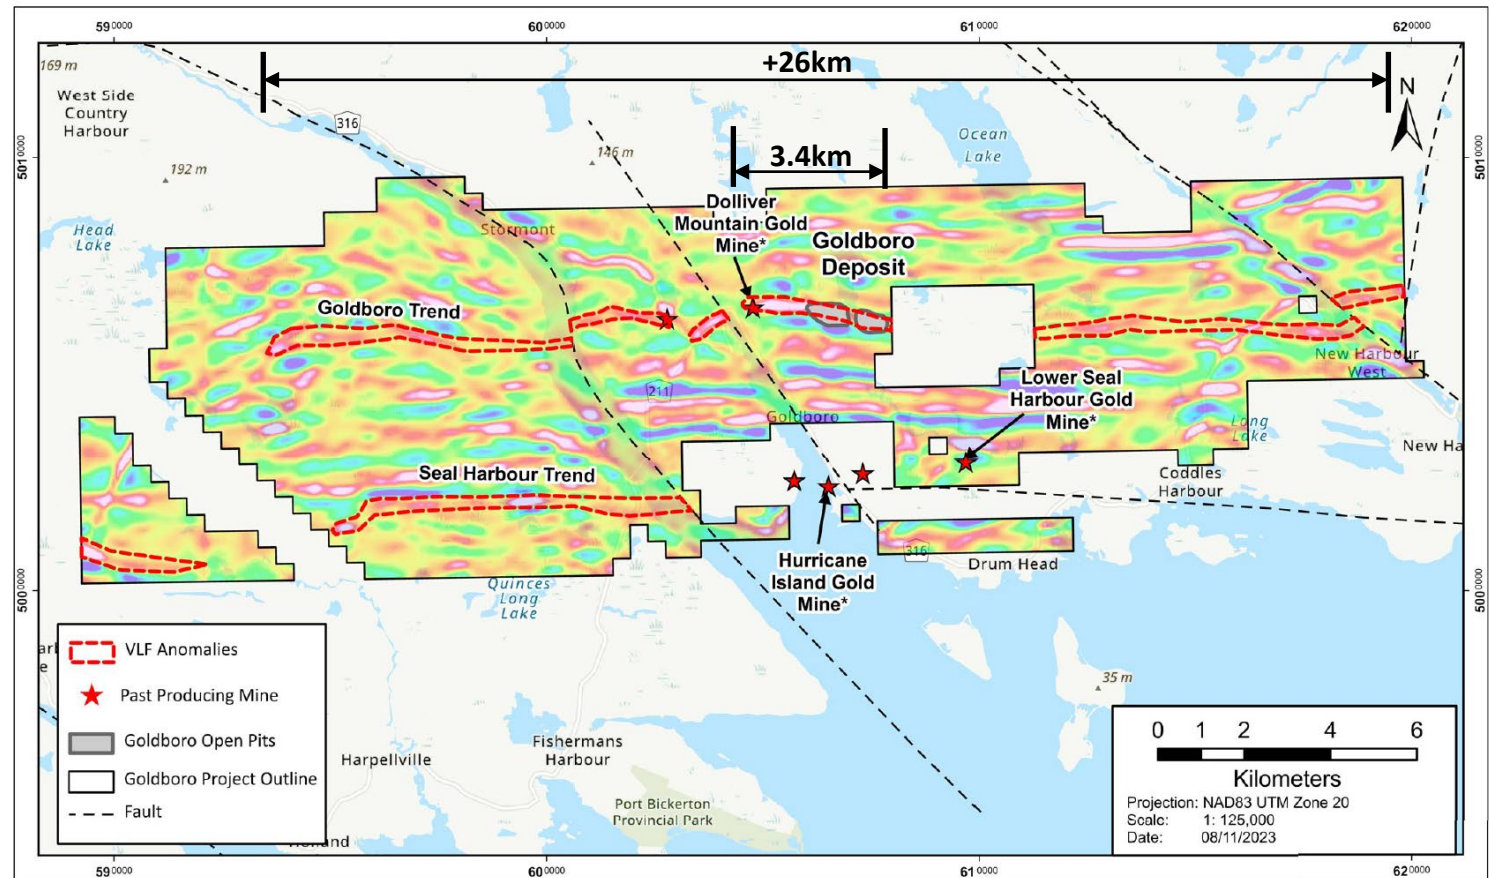 59⁰⁰⁰⁰
60⁰⁰⁰⁰
61⁰⁰⁰⁰
62⁰⁰⁰⁰
169 m
+26km
N
West Side
Country
Harbour
316
Ocean
Lake
501⁰⁰⁰⁰
501⁰⁰⁰⁰
146 m
3.4km
192 m
Dolliver
Mountain Gold
Mine*
Head
Lake
Stormont
Goldboro
Deposit
Goldboro Trend
New Harbour
West
Lower Seal
Harbour Gold
Mine*
211
Goldboro
Long
Lake
New Ha
Seal Harbour Trend
Coddles
Harbour
316
Drum Head
Hurricane
Island Gold
Mine*
Quinces
Long
Lake
500⁰⁰⁰⁰
500⁰⁰⁰⁰
VLF Anomalies
Past Producing Mine
Goldboro Open Pits
Goldboro Project Outline
Fault
35 m
Harpellville
Fishermans
Harbour
Port Bickerton
Provincial Park
0 1 2 4 6
Kilometers
Projection: NAD83 UTM Zone 20
Scale: 1: 125,000
Date: 08/11/2023
59⁰⁰⁰⁰
60⁰⁰⁰⁰
61⁰⁰⁰⁰
62⁰⁰⁰⁰